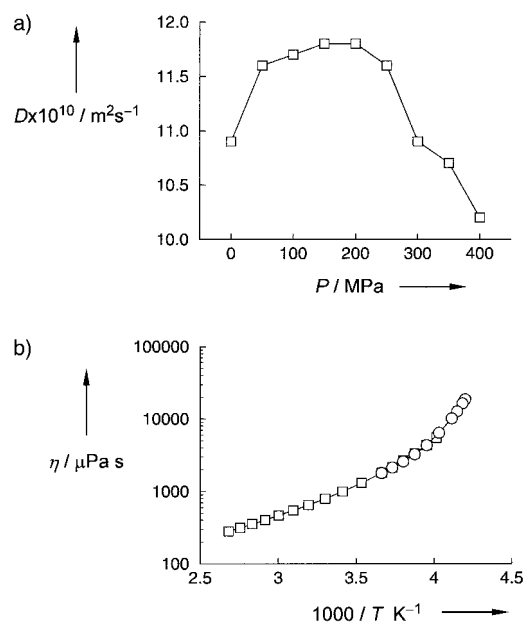 a)
12.0
11.5
D x10¹⁰ / m²s⁻¹
11.0
10.5
10.0
0 100 200 300 400
P / MPa
b)
100000
10000
η / μPa s
1000
100
2.5 3 3.5 4 4.5
1000 / T K⁻¹